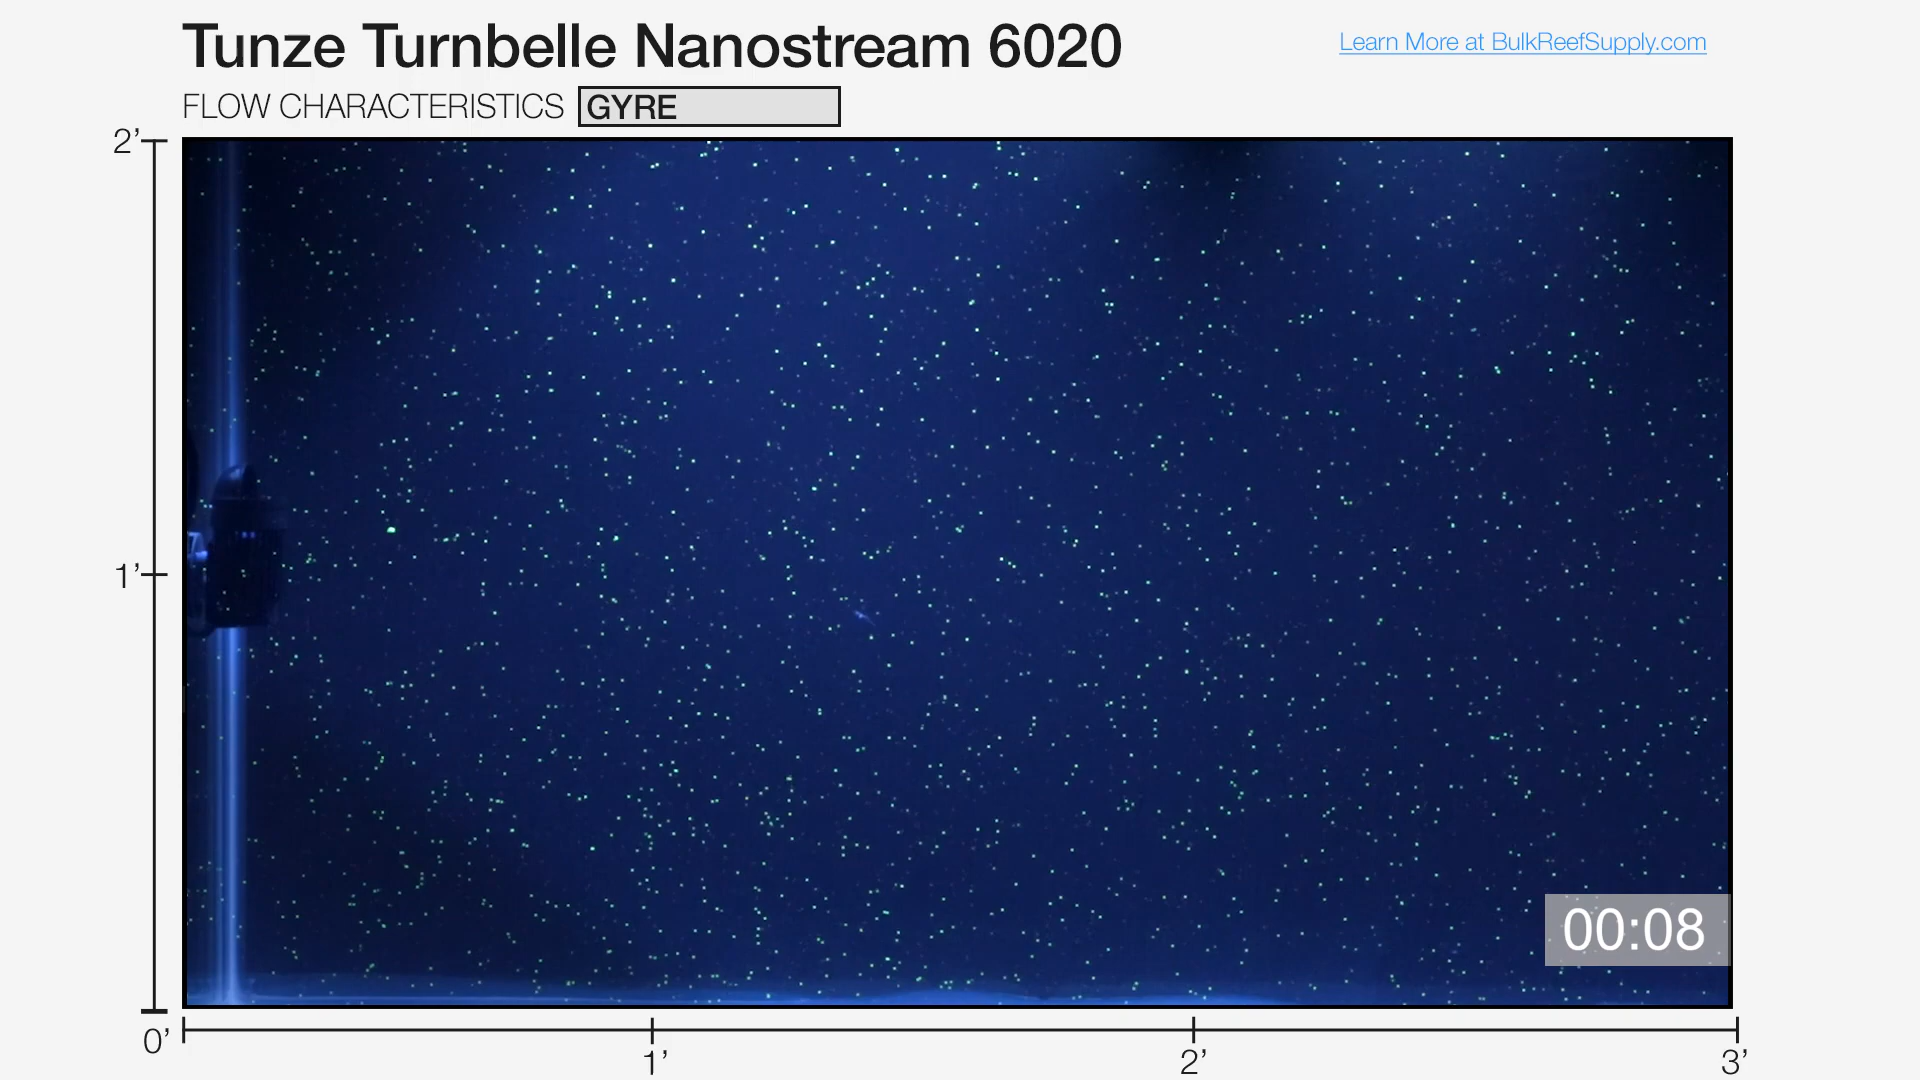 Tunze Turnbelle Nanostream 6020
Learn More at BulkReefSupply.com
FLOW CHARACTERISTICS GYRE
2’
1’
0’
1’
2’
3’
00:08